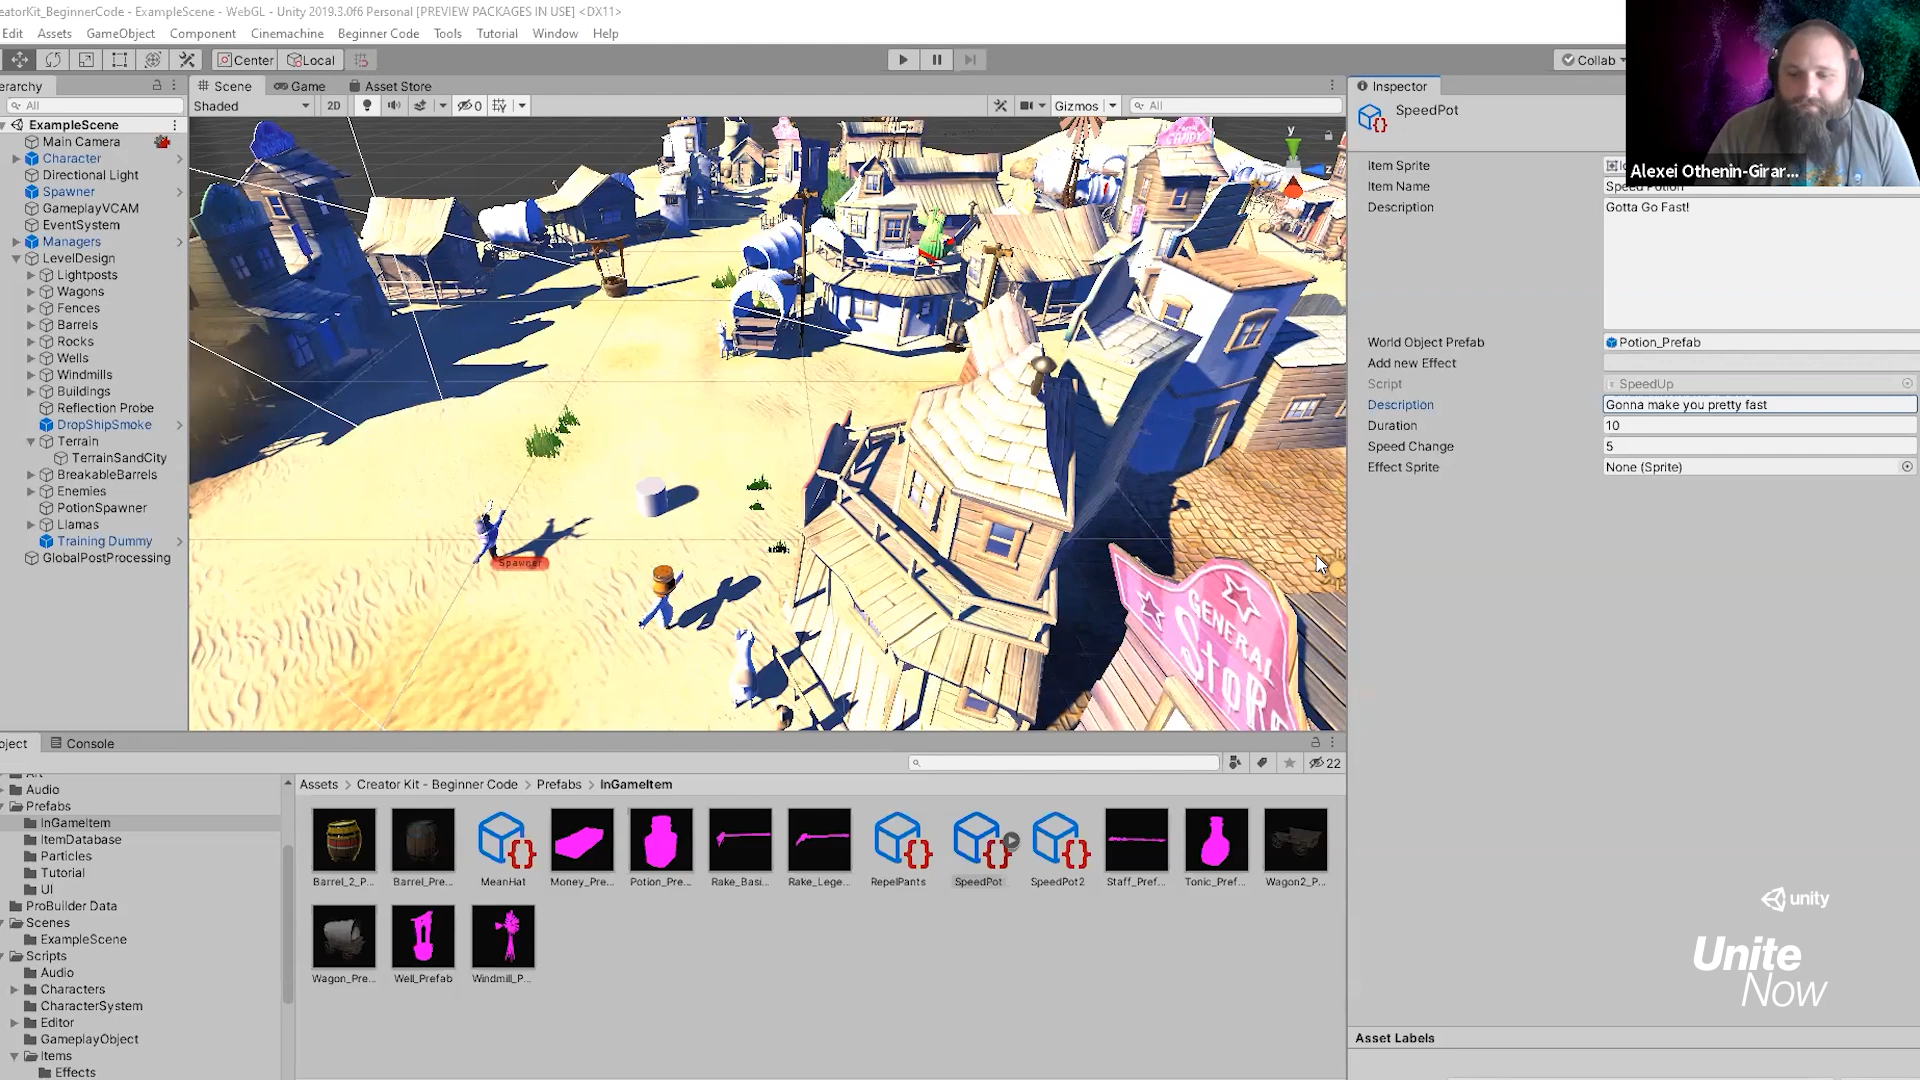 eatorKit_BeginnerCode - ExampleScene - WebGL - Unity 2019.3.0f6 Personal [PREVIEW PACKAGES IN USE] <DX11>
Edit Assets GameObject Component Cinemachine Beginner Code Tools Tutorial Window Help
Center Local Collab
erarchy
All
ExampleScene
Main Camera
Character
Directional Light
Spawner
GameplayVCAM
EventSystem
Managers
LevelDesign
Lightposts
Wagons
Fences
Barrels
Rocks
Wells
Windmills
Buildings
Reflection Probe
DropShipSmoke
Terrain
TerrainSandCity
BreakableBarrels
Enemies
PotionSpawner
Llamas
Training Dummy
GlobalPostProcessing
Scene Game Asset Store
Shaded 2D 0 Gizmos All
y
z
Spawner
GENERAL
StoR
Inspector
SpeedPot
Item Sprite
Item Name Speed Potion
Description Gotta Go Fast!
World Object Prefab Potion_Prefab
Add new Effect
Script SpeedUp
Description Gonna make you pretty fast
Duration 10
Speed Change 5
Effect Sprite None (Sprite)
Asset Labels
Alexei Othenin-Girar...
oject Console
22
Audio
Prefabs
InGameItem
ItemDatabase
Particles
Tutorial
UI
ProBuilder Data
Scenes
ExampleScene
Scripts
Audio
Characters
CharacterSystem
Editor
GameplayObject
Items
Effects
Assets > Creator Kit - Beginner Code > Prefabs > InGameItem
Barrel_2_P... Barrel_Pre... MeanHat Money_Pre... Potion_Pre... Rake_Basi... Rake_Lege... RepelPants SpeedPot SpeedPot2 Staff_Pref... Tonic_Pref... Wagon2_P...
Wagon_Pre... Well_Prefab Windmill_P...
unity
Unite
Now